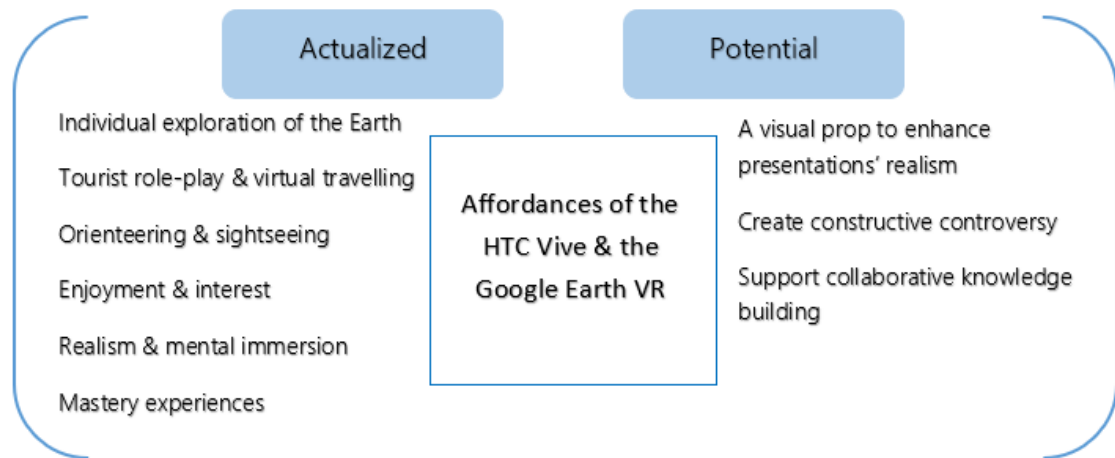 Actualized
Potential
Individual exploration of the Earth
Tourist role-play & virtual travelling
Orienteering & sightseeing
Enjoyment & interest
Realism & mental immersion
Mastery experiences
Affordances of the
HTC Vive & the
Google Earth VR
A visual prop to enhance
presentations' realism
Create constructive controversy
Support collaborative knowledge
building